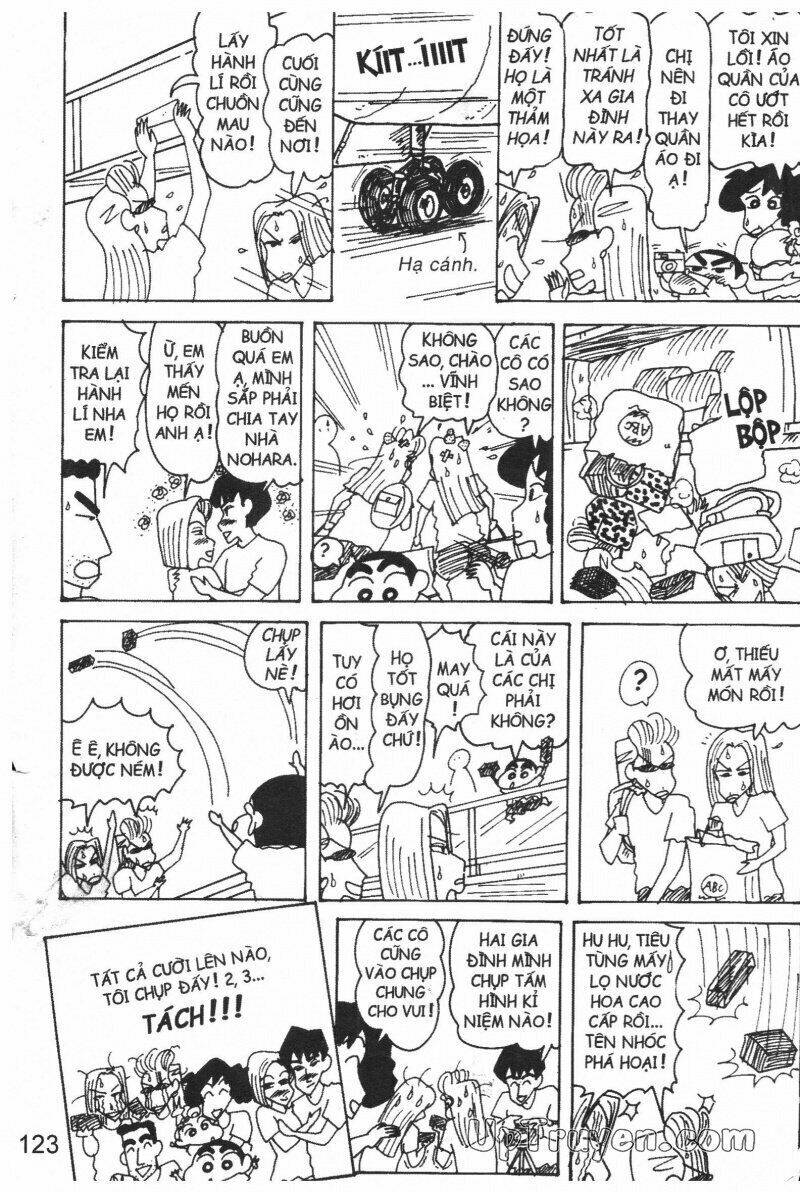 TÔI XIN
LỖI! ÁO
QUẦN CỦA
CÔ ƯỚT
HẾT RỒI
KÌA!
CHỊ
NÊN
ĐI
THAY
QUẦN
ÁO ĐI
Ạ!
TỐT
NHẤT LÀ
TRÁNH
XA GIA
ĐÌNH
NÀY RA!
ĐÚNG
ĐẤY!
HỌ LÀ
MỘT
THẢM
HỌA!
KÍIT...ÍIIIT
Hạ cánh.
CUỐI
CÙNG
CŨNG
ĐẾN
NƠI!
LẤY
HÀNH
LÍ RỒI
CHUỒN
MAU
NÀO!
LỘP
BỘP
ABC
CÁC
CÔ CÓ
SAO
KHÔNG?
KHÔNG
SAO, CHÀO
... VĨNH
BIỆT!
?
BUỒN
QUÁ EM
Ạ, MÌNH
SẮP PHẢI
CHIA TAY
NHÀ
NOHARA.
Ừ, EM
THẤY
MẾN
HỌ RỒI
ANH Ạ!
KIỂM
TRA LẠI
HÀNH
LÍ NHA
EM!
Ơ, THIẾU
MẤT MẤY
MÓN RỒI!
?
ABC
CÁI NÀY
LÀ CỦA
CÁC CHỊ
PHẢI
KHÔNG?
MAY
QUÁ
!
HỌ
TỐT
BỤNG
ĐẤY
CHỨ!
TUY
CÓ
HƠI
ỒN
ÀO...
CHỤP
LẤY
NÈ!
Ê Ê, KHÔNG
ĐƯỢC NÉM!
HU HU, TIÊU
TÙNG MẤY
LỌ NƯỚC
HOA CAO
CẤP RỒI...
TÊN NHÓC
PHÁ HOẠI!
HAI GIA
ĐÌNH MÌNH
CHỤP TẤM
HÌNH KỈ
NIỆM NÀO!
CÁC CÔ
CŨNG
VÀO CHỤP
CHUNG
CHO VUI!
TẤT CẢ CƯỜI LÊN NÀO,
TÔI CHỤP ĐẤY! 2, 3...
TÁCH!!!
123
UpTruyen.com